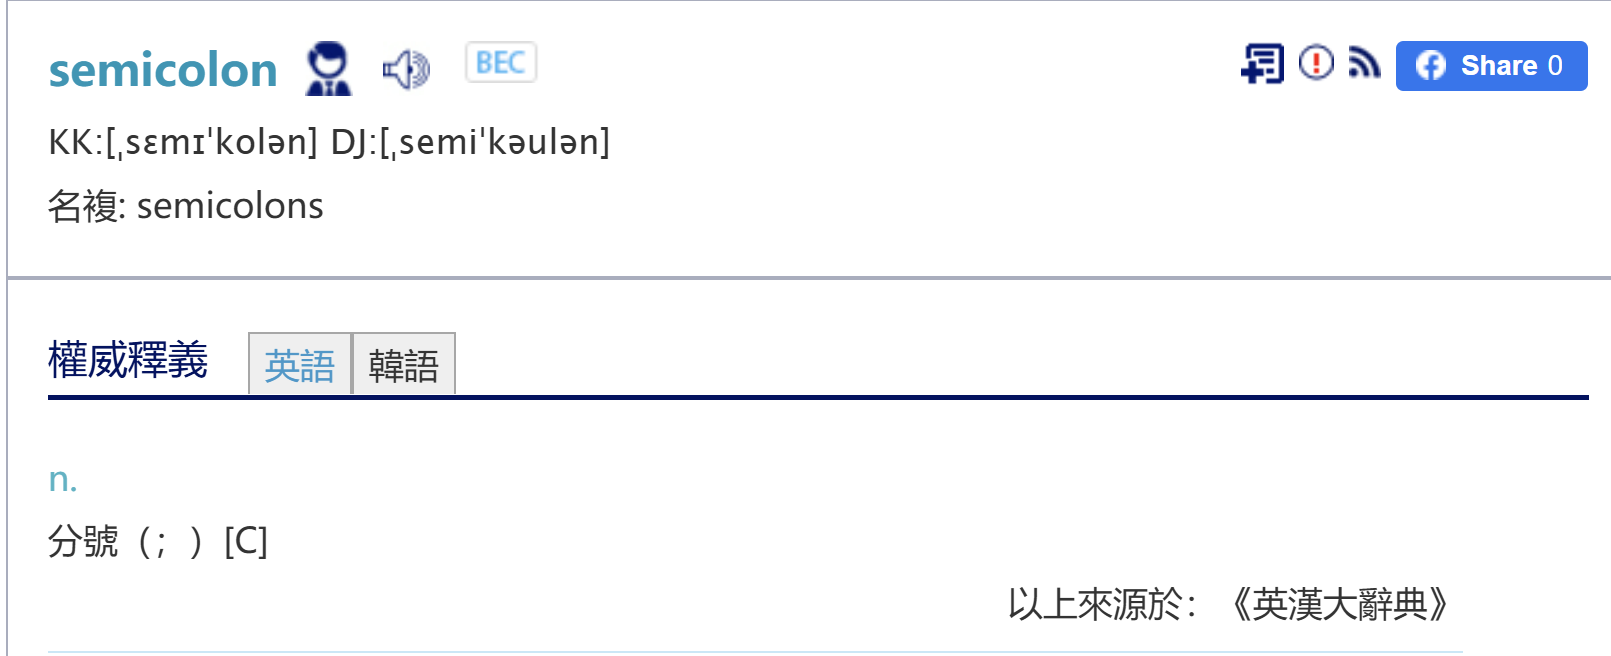 semicolon BEC Share 0
KK:[ˌsɛmɪˈkolən] DJ:[ˌsemiˈkəulən]
名複: semicolons
權威釋義 英語 韓語
n.
分號（；）[C]
以上來源於：《英漢大辭典》